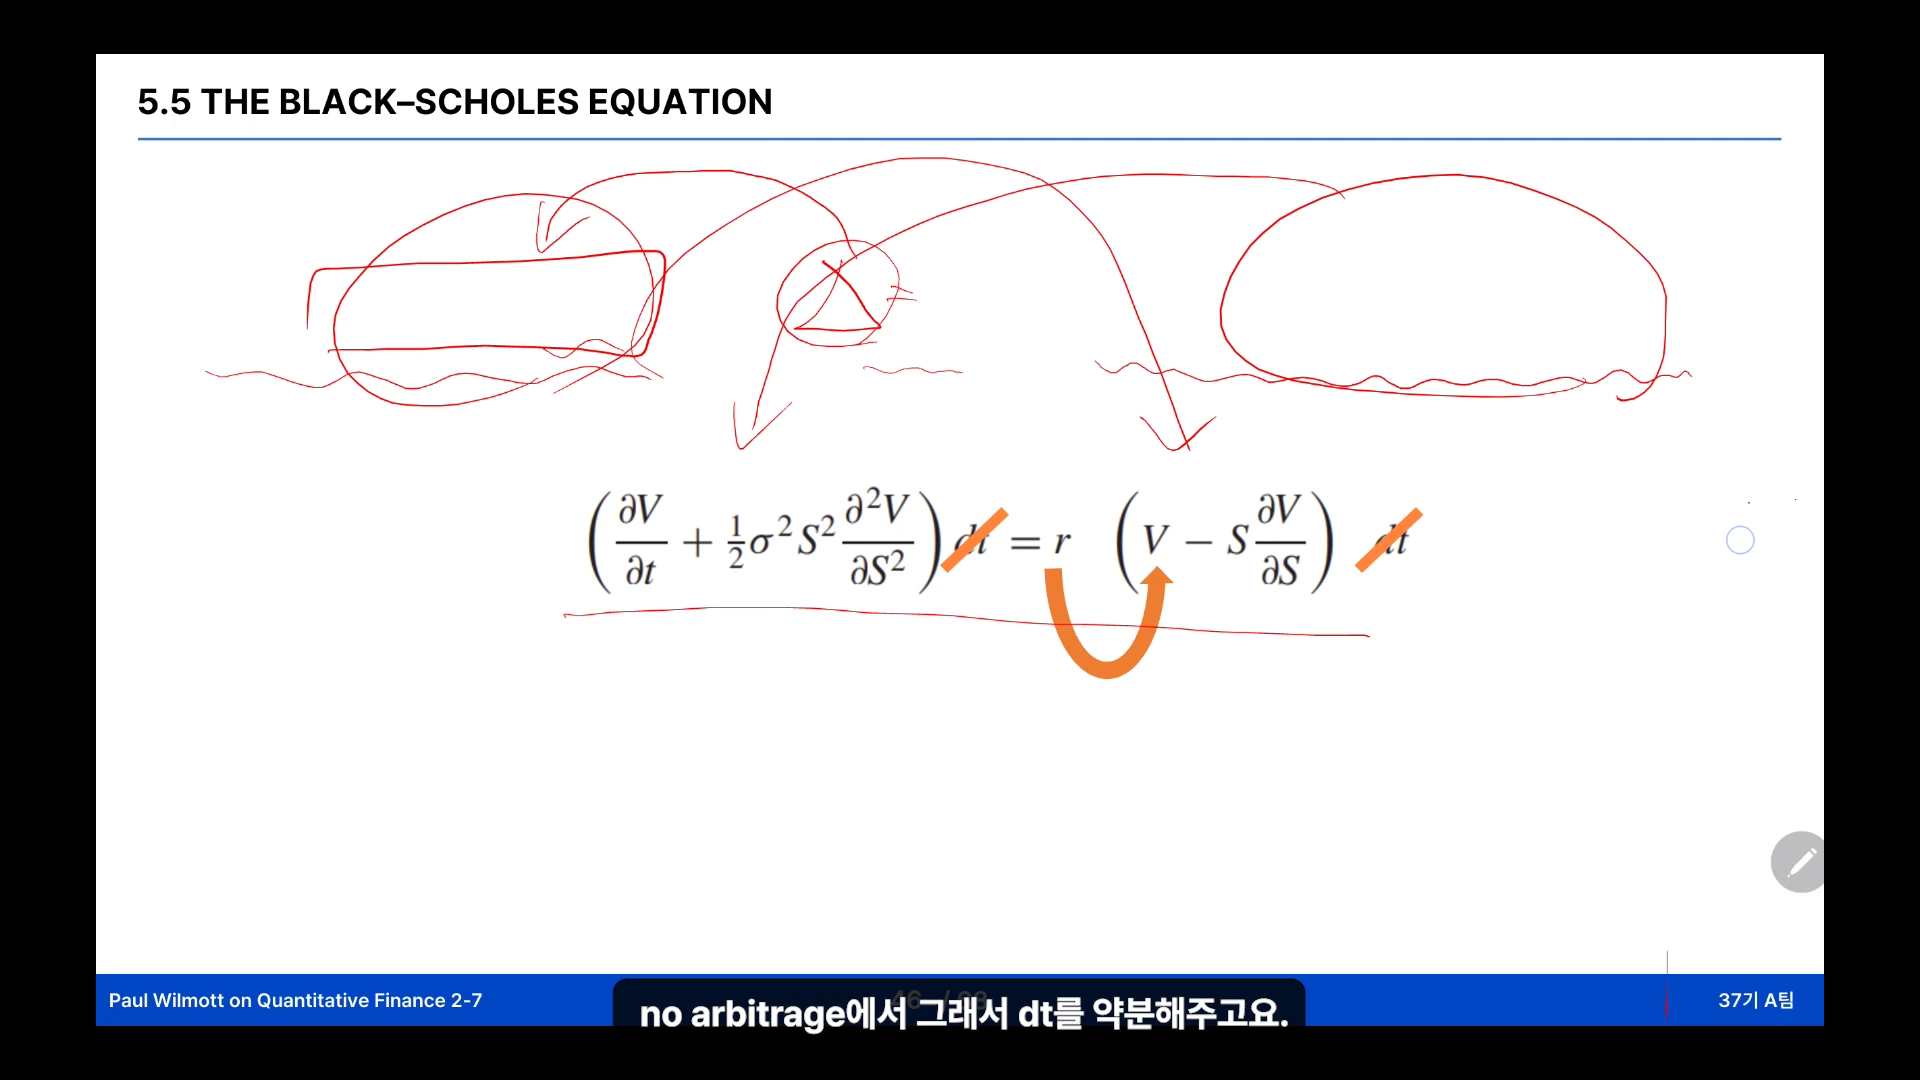 5.5 THE BLACK–SCHOLES EQUATION
(∂V/∂t + ½σ²S² ∂²V/∂S²) dt = r (V − S ∂V/∂S) dt
Paul Wilmott on Quantitative Finance 2-7
37기 A팀
no arbitrage에서 그래서 dt를 약분해주고요.